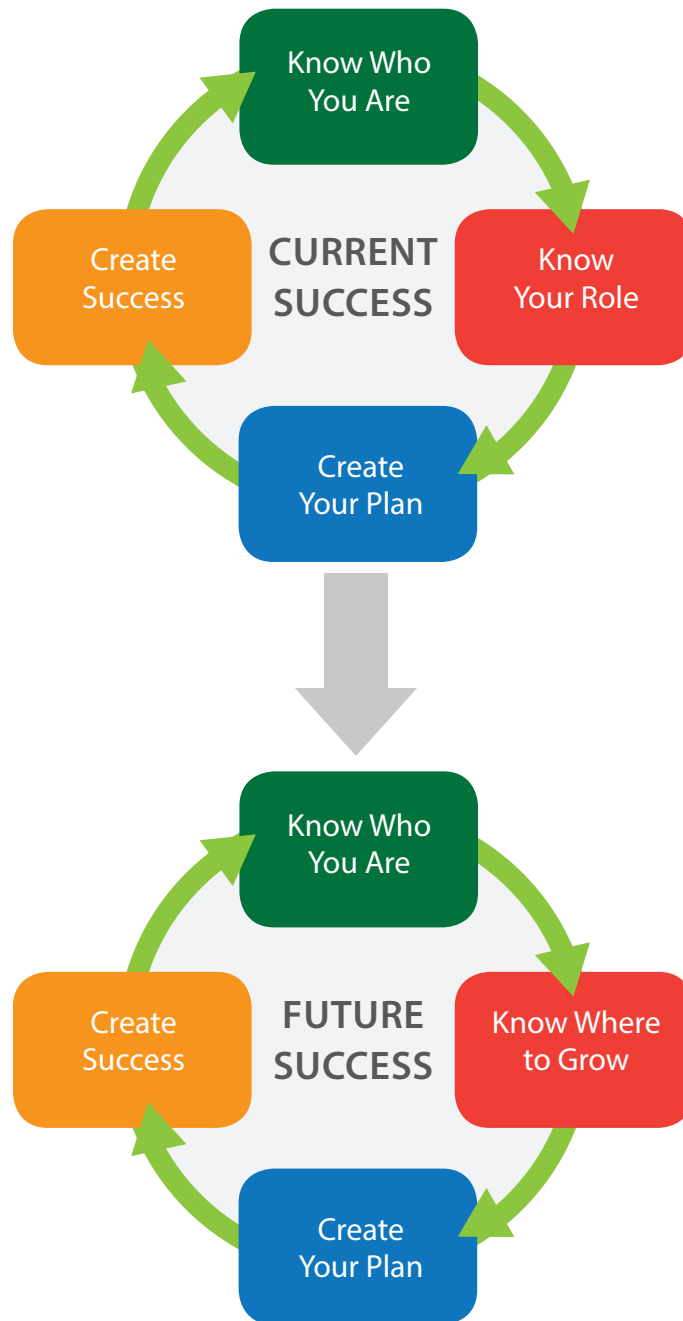 Know Who
You Are
CURRENT
SUCCESS
Create
Success
Know
Your Role
Create
Your Plan
Know Who
You Are
FUTURE
SUCCESS
Create
Success
Know Where
to Grow
Create
Your Plan